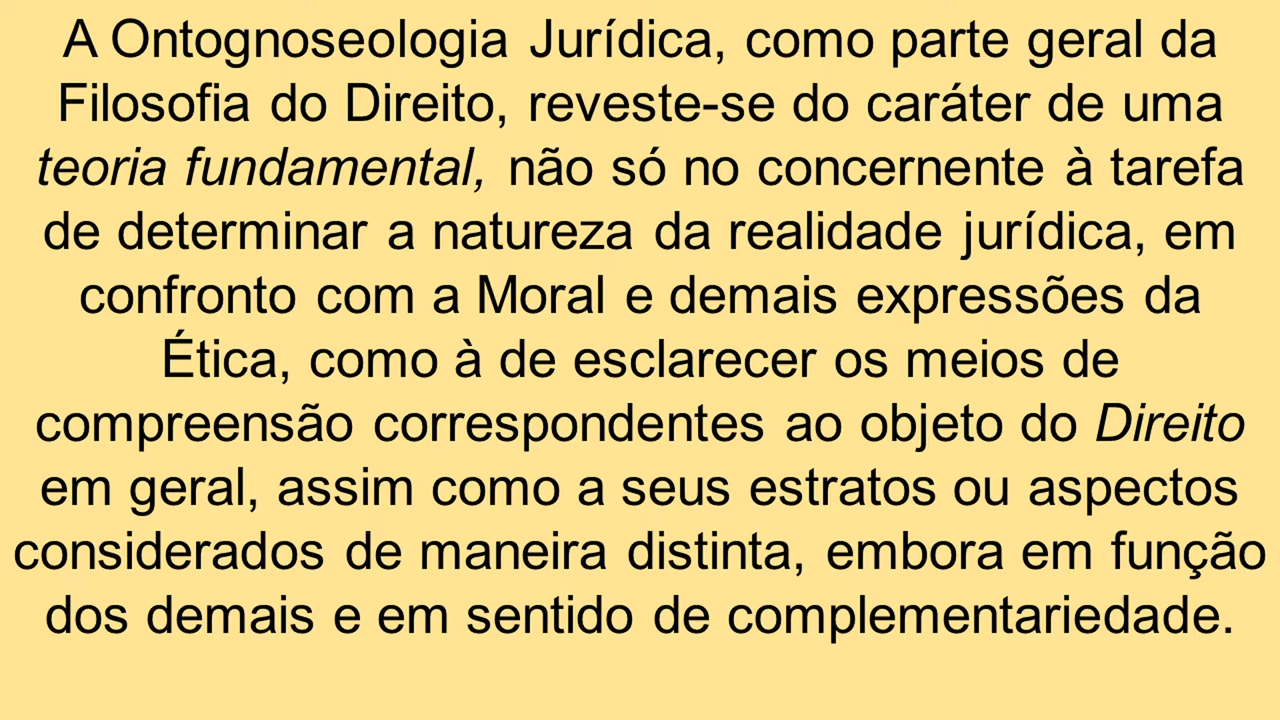 A Ontognoseologia Jurídica, como parte geral da
Filosofia do Direito, reveste-se do caráter de uma
teoria fundamental, não só no concernente à tarefa
de determinar a natureza da realidade jurídica, em
confronto com a Moral e demais expressões da
Ética, como à de esclarecer os meios de
compreensão correspondentes ao objeto do Direito
em geral, assim como a seus estratos ou aspectos
considerados de maneira distinta, embora em função
dos demais e em sentido de complementariedade.